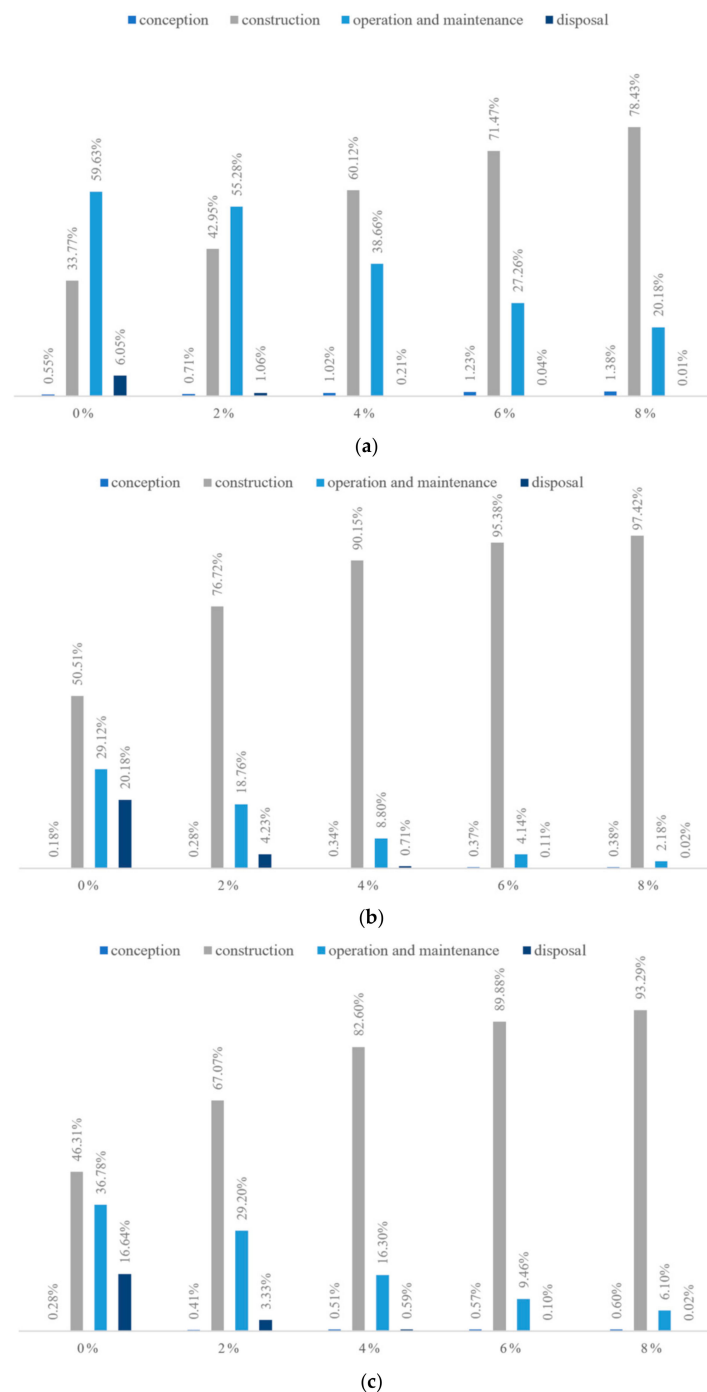 conception construction operation and maintenance disposal
0.55% 33.77% 59.63% 6.05% 0.71% 42.95% 55.28% 1.06% 1.02% 60.12% 38.66% 0.21% 1.23% 71.47% 27.26% 0.04% 1.38% 78.43% 20.18% 0.01%
0% 2% 4% 6% 8%
(a)
conception construction operation and maintenance disposal
0.18% 50.51% 29.12% 20.18% 0.28% 76.72% 18.76% 4.23% 0.34% 90.15% 8.80% 0.71% 0.37% 95.38% 4.14% 0.11% 0.38% 97.42% 2.18% 0.02%
0% 2% 4% 6% 8%
(b)
conception construction operation and maintenance disposal
0.28% 46.31% 36.78% 16.64% 0.41% 67.07% 29.20% 3.33% 0.51% 82.60% 16.30% 0.59% 0.57% 89.88% 9.46% 0.10% 0.60% 93.29% 6.10% 0.02%
0% 2% 4% 6% 8%
(c)